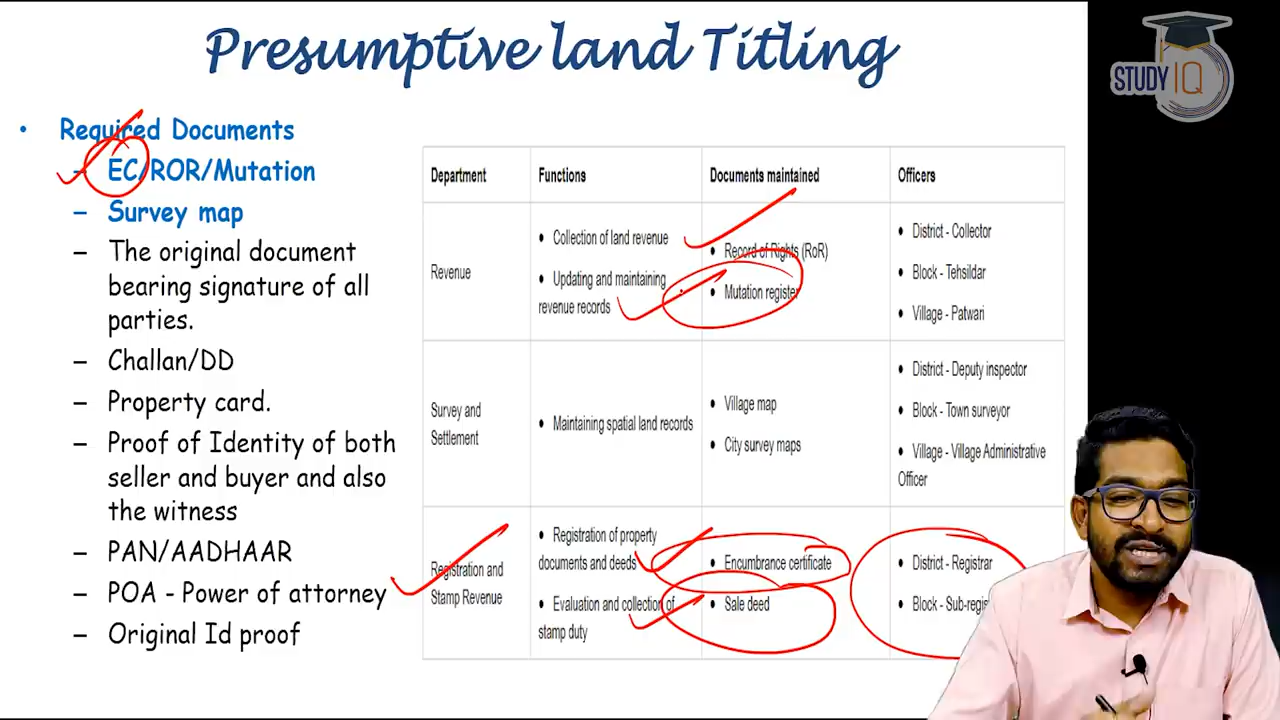 Presumptive land Titling
STUDY IQ
• Required Documents
– EC/ROR/Mutation
– Survey map
– The original document
bearing signature of all
parties.
– Challan/DD
– Property card.
– Proof of Identity of both
seller and buyer and also
the witness
– PAN/AADHAAR
– POA - Power of attorney
– Original Id proof
Department Functions Documents maintained Officers
Revenue
• Collection of land revenue
• Updating and maintaining
revenue records
• Record of Rights (RoR)
• Mutation register
• District - Collector
• Block - Tehsildar
• Village - Patwari
Survey and
Settlement
• Maintaining spatial land records
• Village map
• City survey maps
• District - Deputy inspector
• Block - Town surveyor
• Village - Village Administrative
Officer
Registration and
Stamp Revenue
• Registration of property
documents and deeds
• Evaluation and collection of
stamp duty
• Encumbrance certificate
• Sale deed
• District - Registrar
• Block -